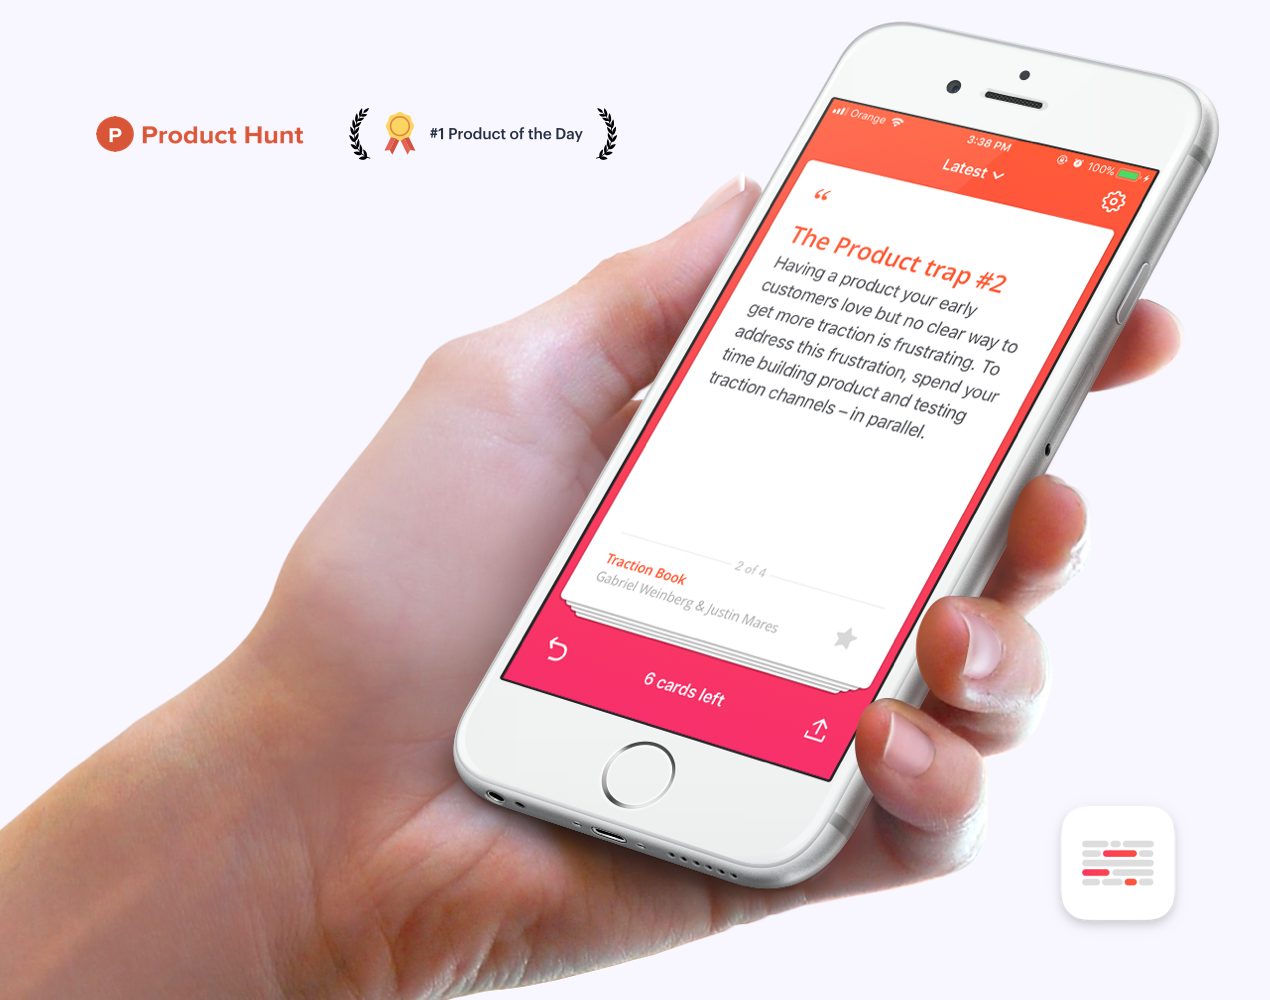 P Product Hunt
#1 Product of the Day
Orange 3:38 PM 100%
Latest
“
The Product trap #2
Having a product your early
customers love but no clear way to
get more traction is frustrating. To
address this frustration, spend your
time building product and testing
traction channels – in parallel.
2 of 4
Traction Book
Gabriel Weinberg & Justin Mares
6 cards left